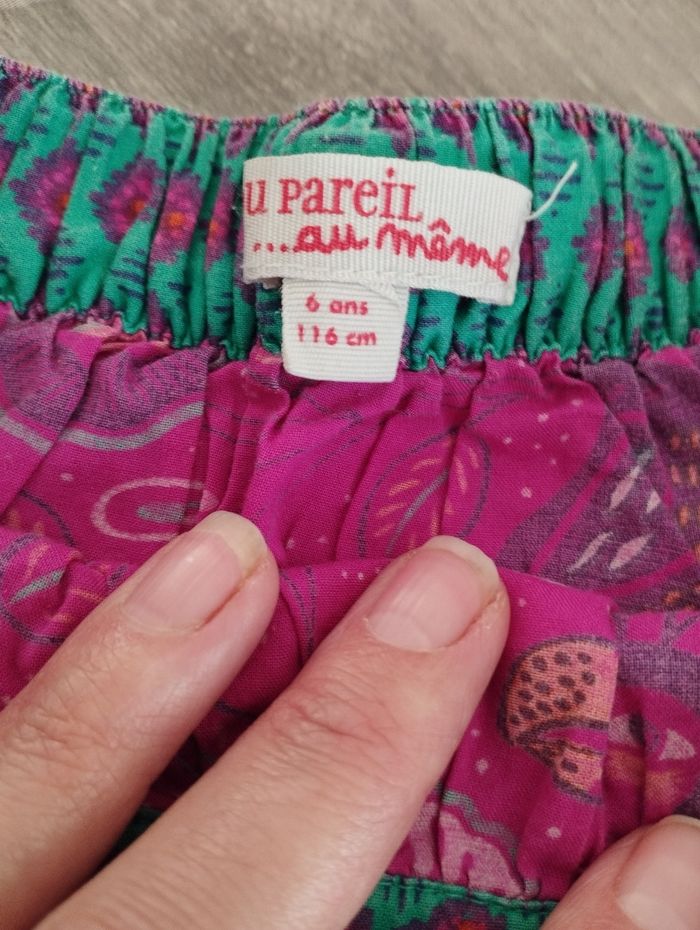 u PareiL
...au même
6 ans
116 cm